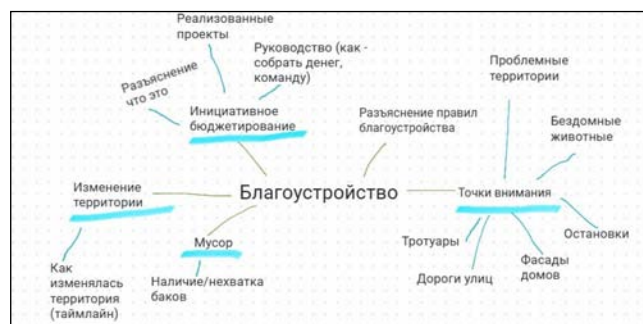 Реализованные
проекты
Руководство (как -
собрать денег,
команду)
Разъяснение
что это
Инициативное
бюджетирование
Разъяснение правил
благоустройства
Проблемные
территории
Бездомные
животные
Изменение
территории
Благоустройство
Точки внимания
Остановки
Фасады
домов
Дороги улиц
Тротуары
Мусор
Наличие/нехватка
баков
Как
изменялась
территория
(таймлайн)